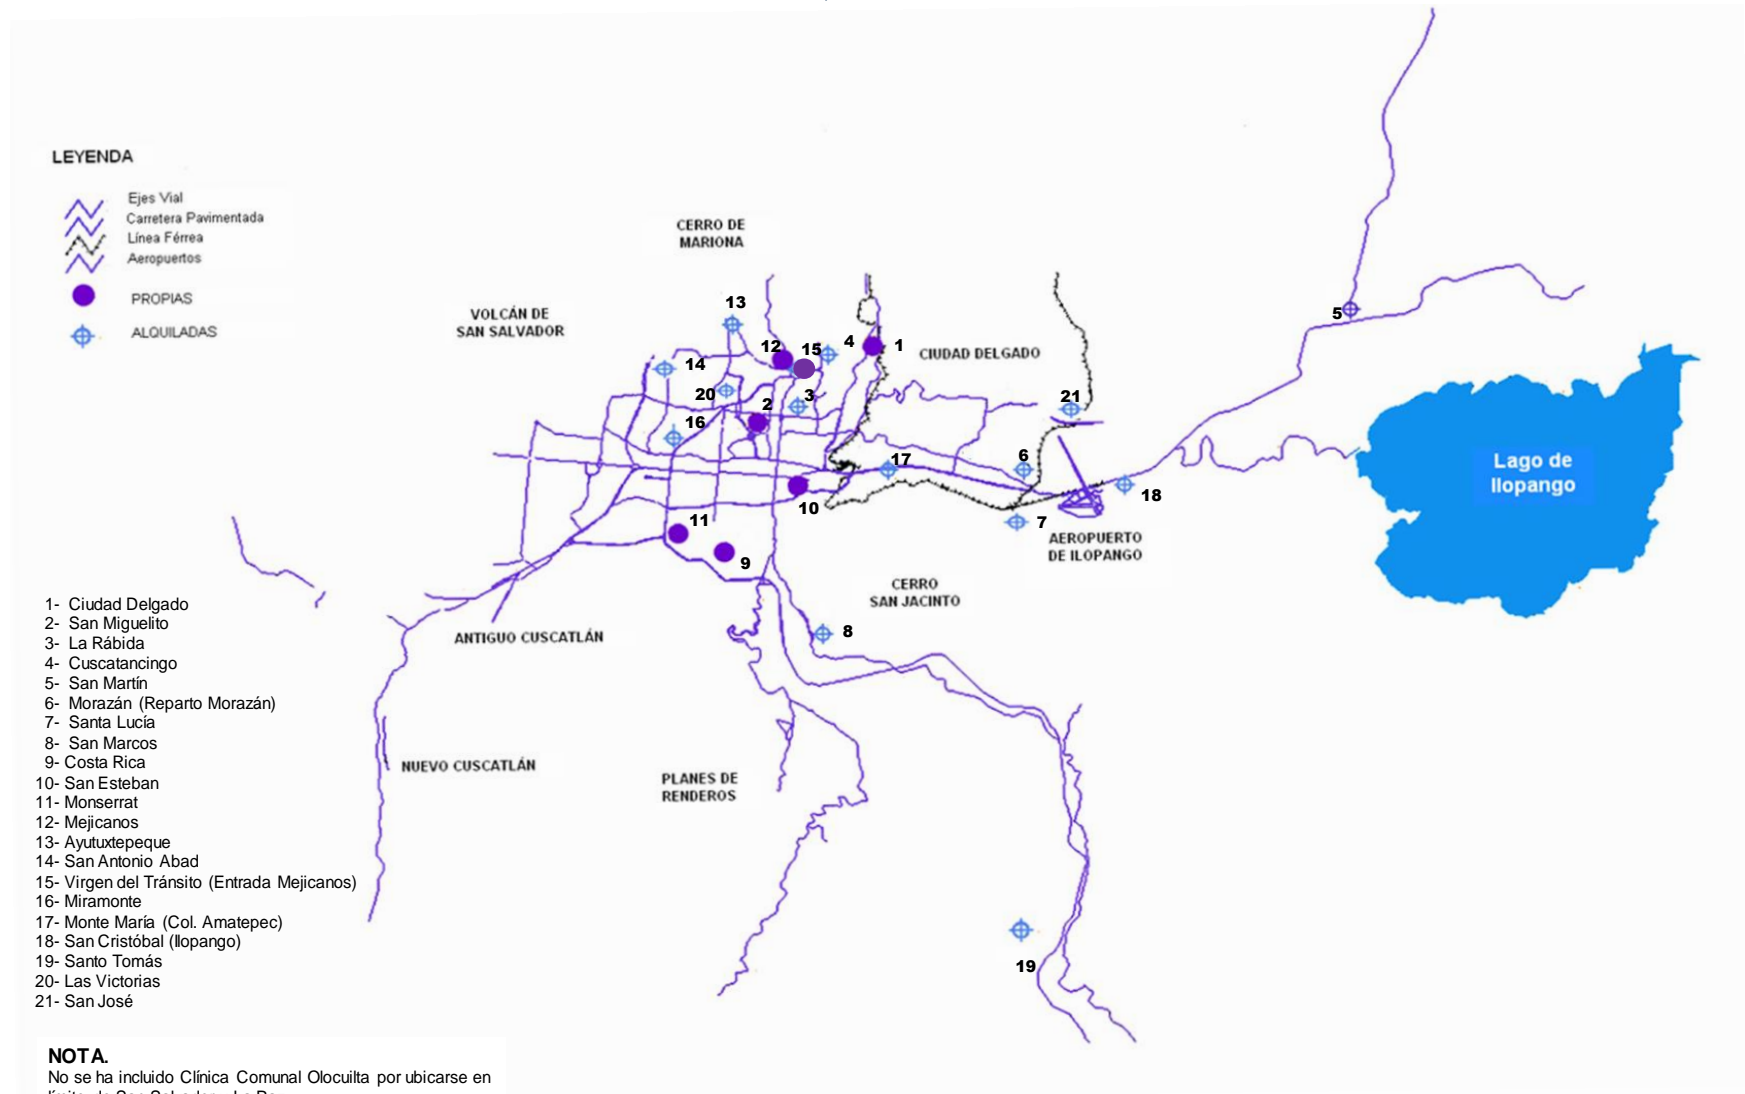 LEYENDA
Ejes Vial
Carretera Pavimentada
Línea Férrea
Aeropuertos
PROPIAS
ALQUILADAS
CERRO DE
MARIONA
VOLCÁN DE
SAN SALVADOR
13
12
15
4
1
CIUDAD DELGADO
5
14
20
2
3
21
16
17
6
18
Lago de
Ilopango
10
11
7
9
AEROPUERTO
DE ILOPANGO
CERRO
SAN JACINTO
8
ANTIGUO CUSCATLÁN
NUEVO CUSCATLÁN
PLANES DE
RENDEROS
19
1- Ciudad Delgado
2- San Miguelito
3- La Rábida
4- Cuscatancingo
5- San Martín
6- Morazán (Reparto Morazán)
7- Santa Lucía
8- San Marcos
9- Costa Rica
10- San Esteban
11- Monserrat
12- Mejicanos
13- Ayutuxtepeque
14- San Antonio Abad
15- Virgen del Tránsito (Entrada Mejicanos)
16- Miramonte
17- Monte María (Col. Amatepec)
18- San Cristóbal (Ilopango)
19- Santo Tomás
20- Las Victorias
21- San José
NOTA.
No se ha incluido Clínica Comunal Olocuilta por ubicarse en